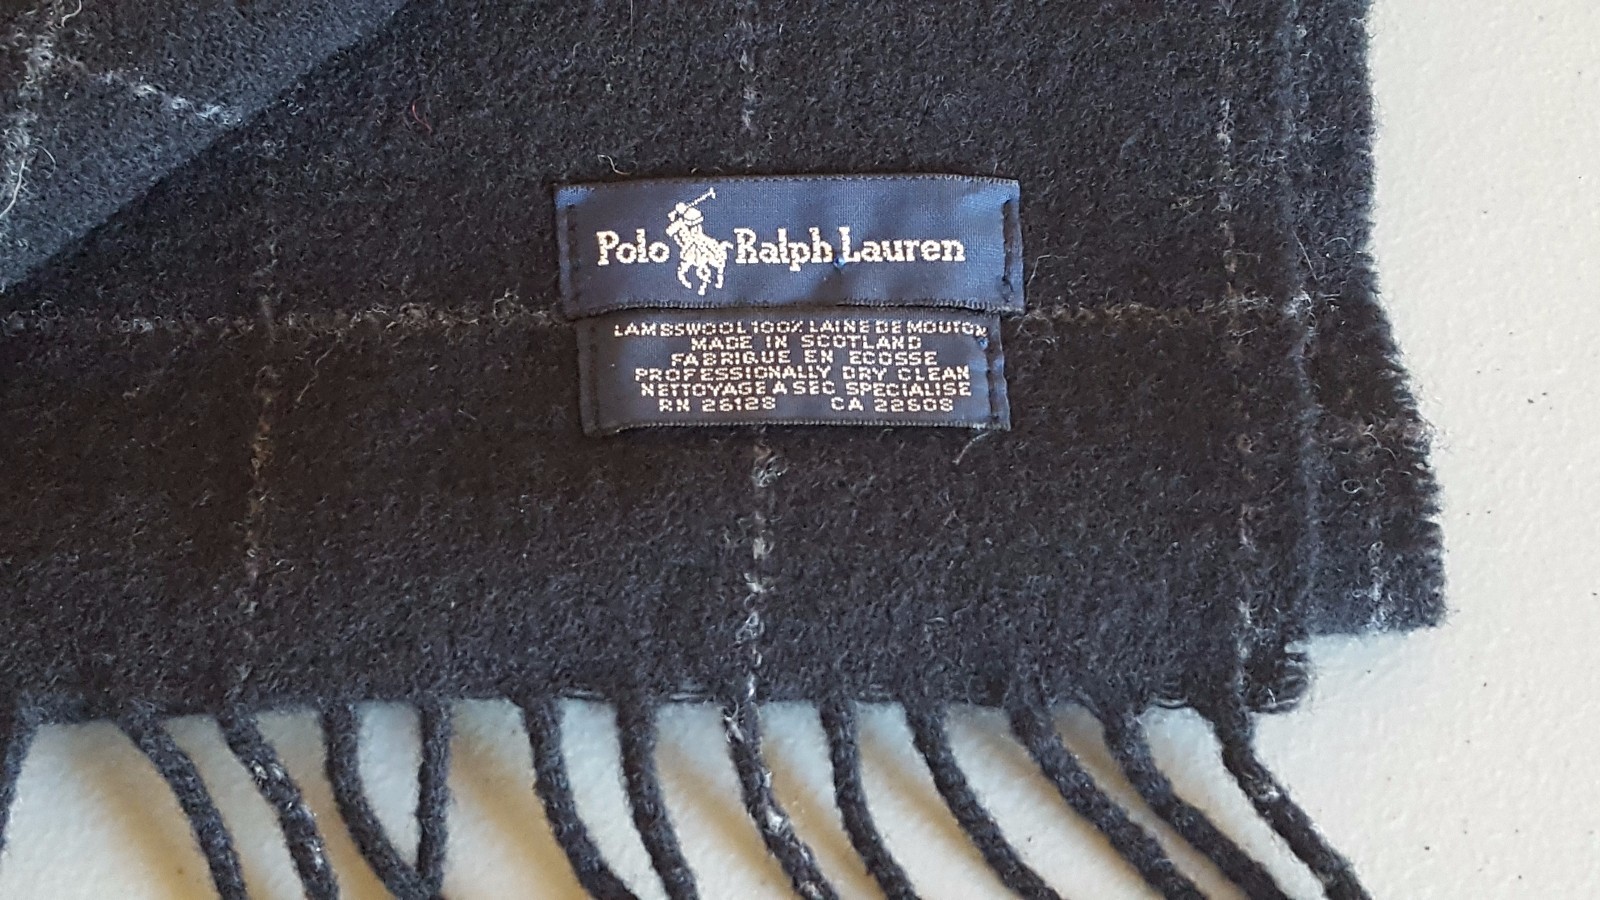 Polo Ralph Lauren
LAMBSWOOL 100% LAINE DE MOUTON
MADE IN SCOTLAND
FABRIQUE EN ECOSSE
PROFESSIONALLY DRY CLEAN
NETTOYAGE A SEC SPECIALISE
RN 26128 CA 22608